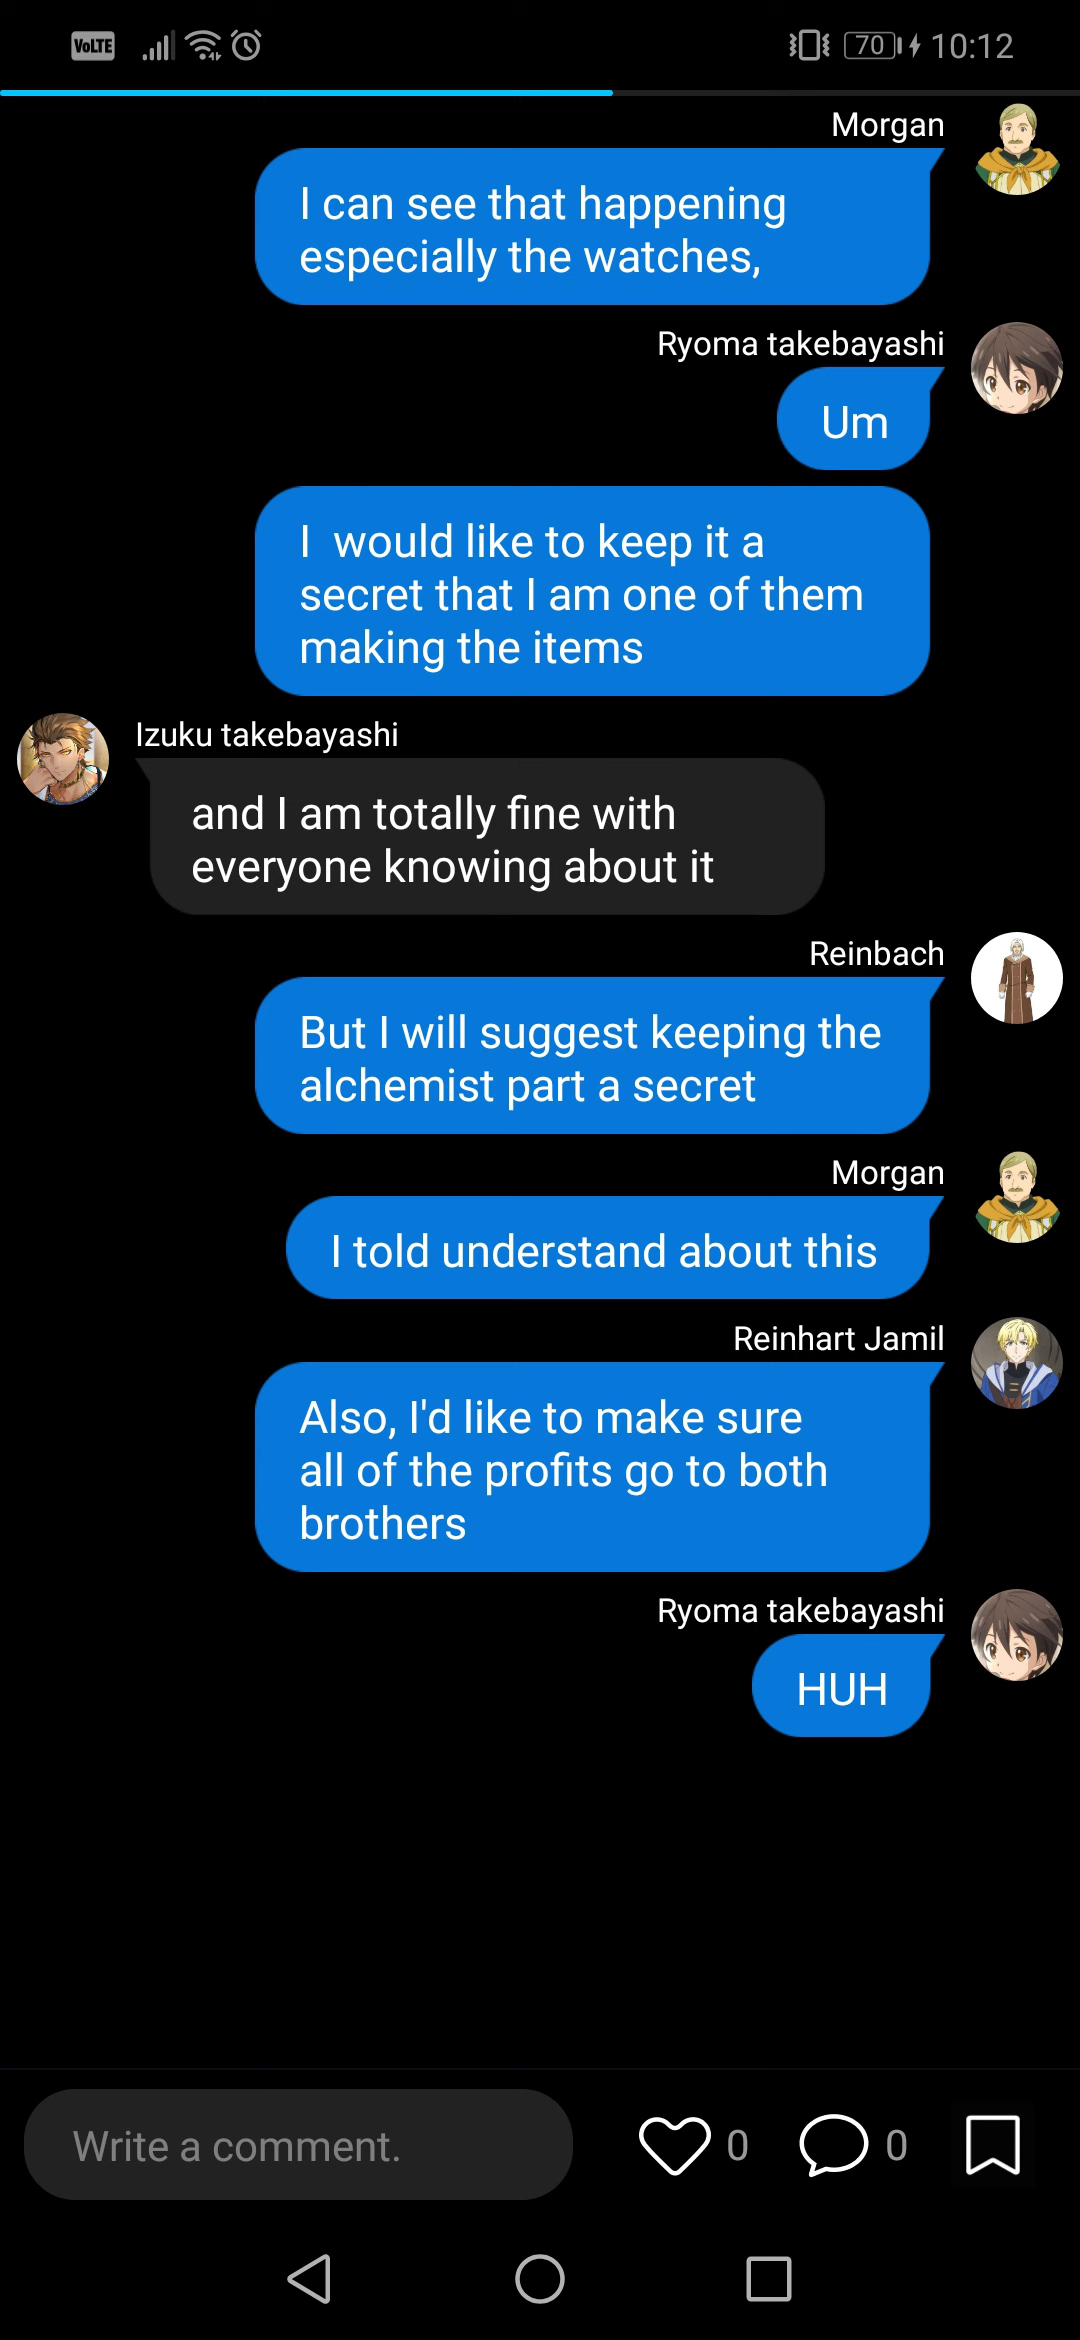 VoLTE 70 10:12
Morgan
I can see that happening
especially the watches,
Ryoma takebayashi
Um
I  would like to keep it a
secret that I am one of them
making the items
Izuku takebayashi
and I am totally fine with
everyone knowing about it
Reinbach
But I will suggest keeping the
alchemist part a secret
Morgan
I told understand about this
Reinhart Jamil
Also, I'd like to make sure
all of the profits go to both
brothers
Ryoma takebayashi
HUH
Write a comment. 0 0